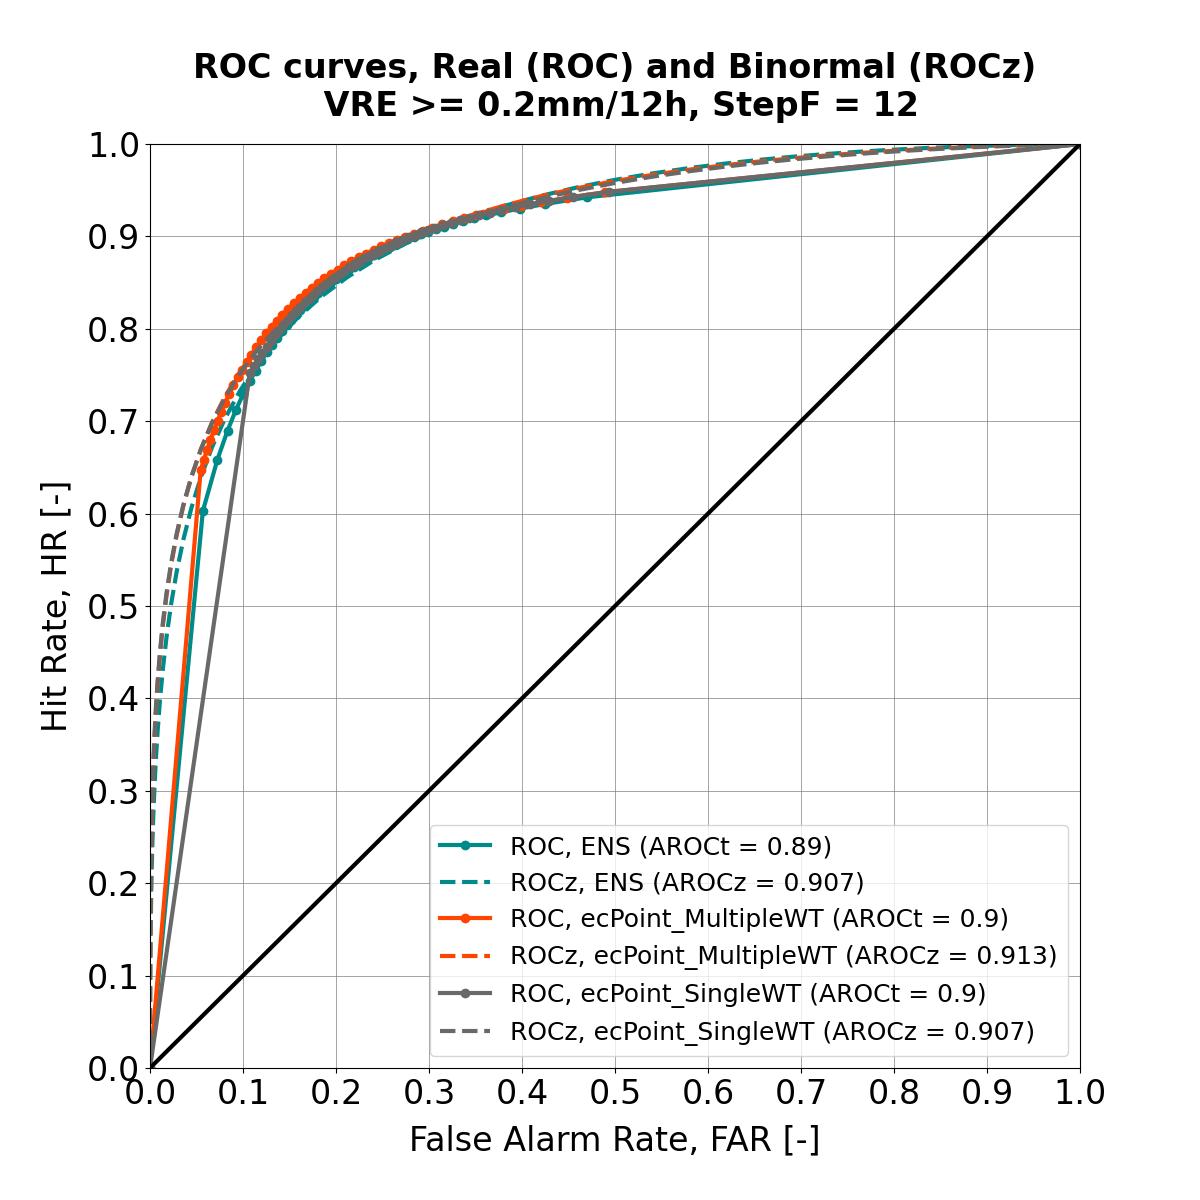 ROC curves, Real (ROC) and Binormal (ROCz)
VRE >= 0.2mm/12h, StepF = 12
Hit Rate, HR [-]
1.0
0.9
0.8
0.7
0.6
0.5
0.4
0.3
0.2
0.1
0.0
ROC, ENS (AROCt = 0.89)
ROCz, ENS (AROCz = 0.907)
ROC, ecPoint_MultipleWT (AROCt = 0.9)
ROCz, ecPoint_MultipleWT (AROCz = 0.913)
ROC, ecPoint_SingleWT (AROCt = 0.9)
ROCz, ecPoint_SingleWT (AROCz = 0.907)
0.0 0.1 0.2 0.3 0.4 0.5 0.6 0.7 0.8 0.9 1.0
False Alarm Rate, FAR [-]